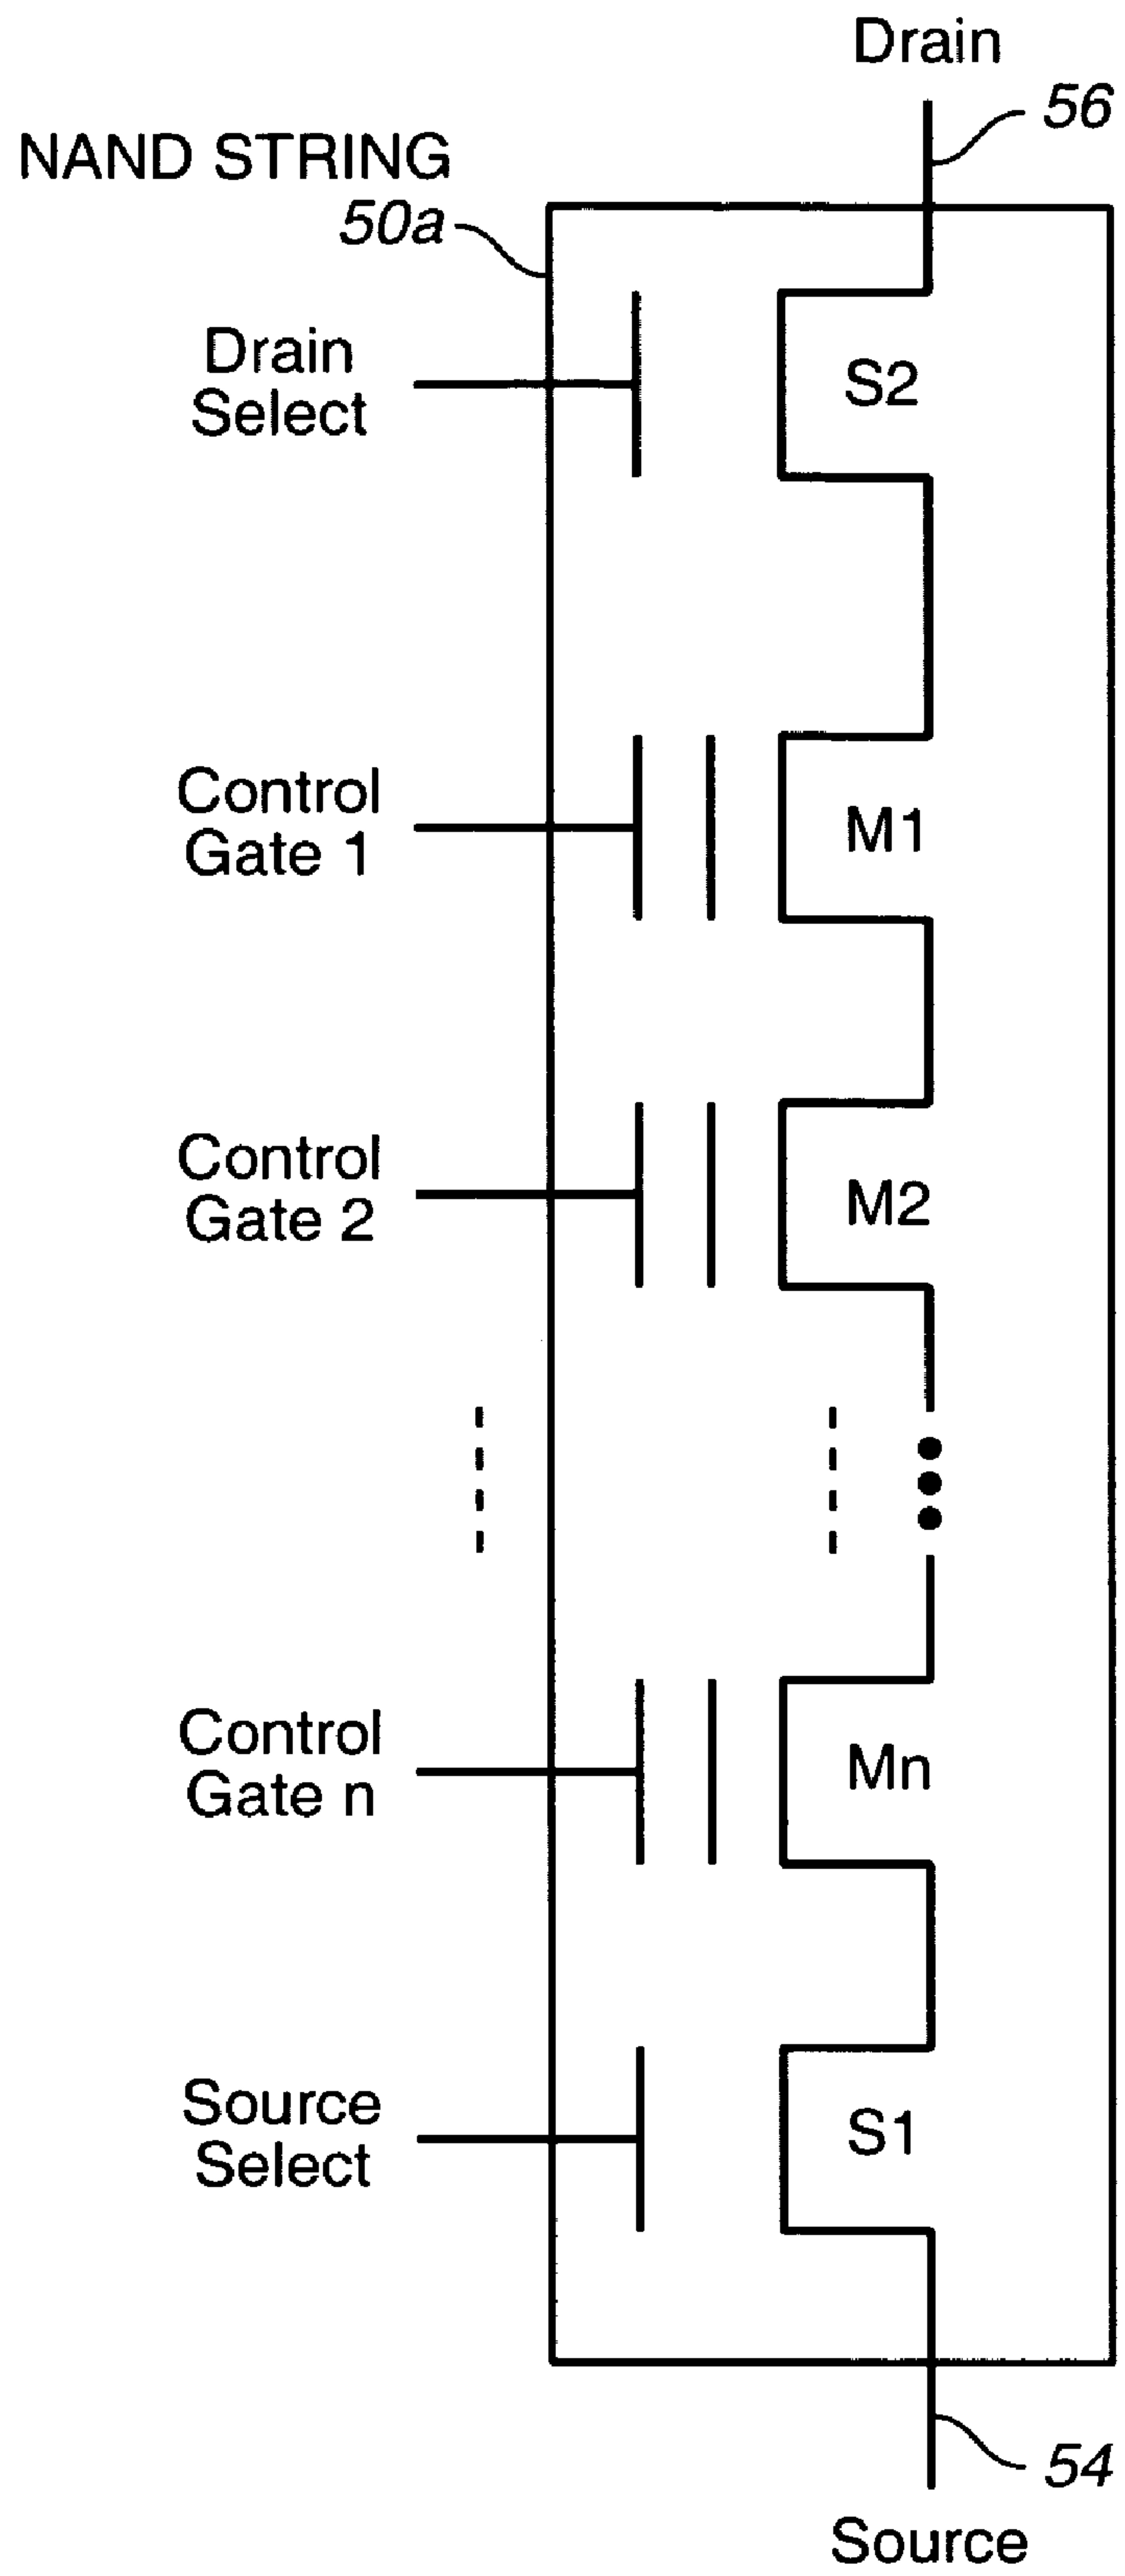 Drain
56
NAND STRING
50a
Drain
Select
S2
Control
Gate 1
M1
Control
Gate 2
M2
Control
Gate n
Mn
Source
Select
S1
54
Source